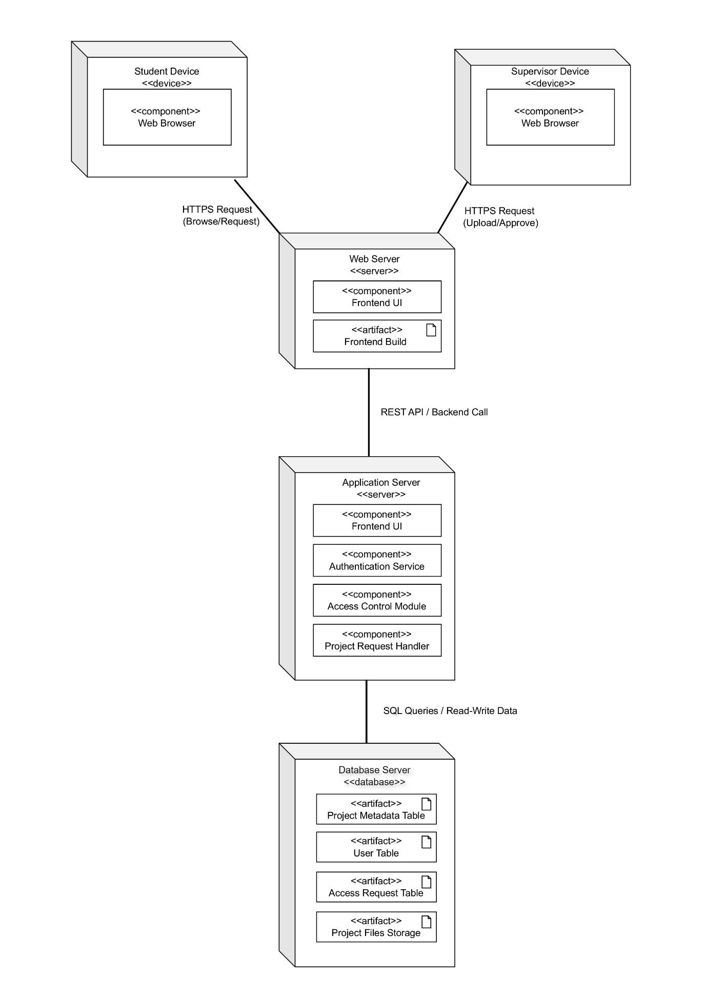 Student Device
<<device>>
<<component>>
Web Browser
Supervisor Device
<<device>>
<<component>>
Web Browser
HTTPS Request
(Browse/Request)
HTTPS Request
(Upload/Approve)
Web Server
<<server>>
<<component>>
Frontend UI
<<artifact>>
Frontend Build
REST API / Backend Call
Application Server
<<server>>
<<component>>
Frontend UI
<<component>>
Authentication Service
<<component>>
Access Control Module
<<component>>
Project Request Handler
SQL Queries / Read-Write Data
Database Server
<<database>>
<<artifact>>
Project Metadata Table
<<artifact>>
User Table
<<artifact>>
Access Request Table
<<artifact>>
Project Files Storage